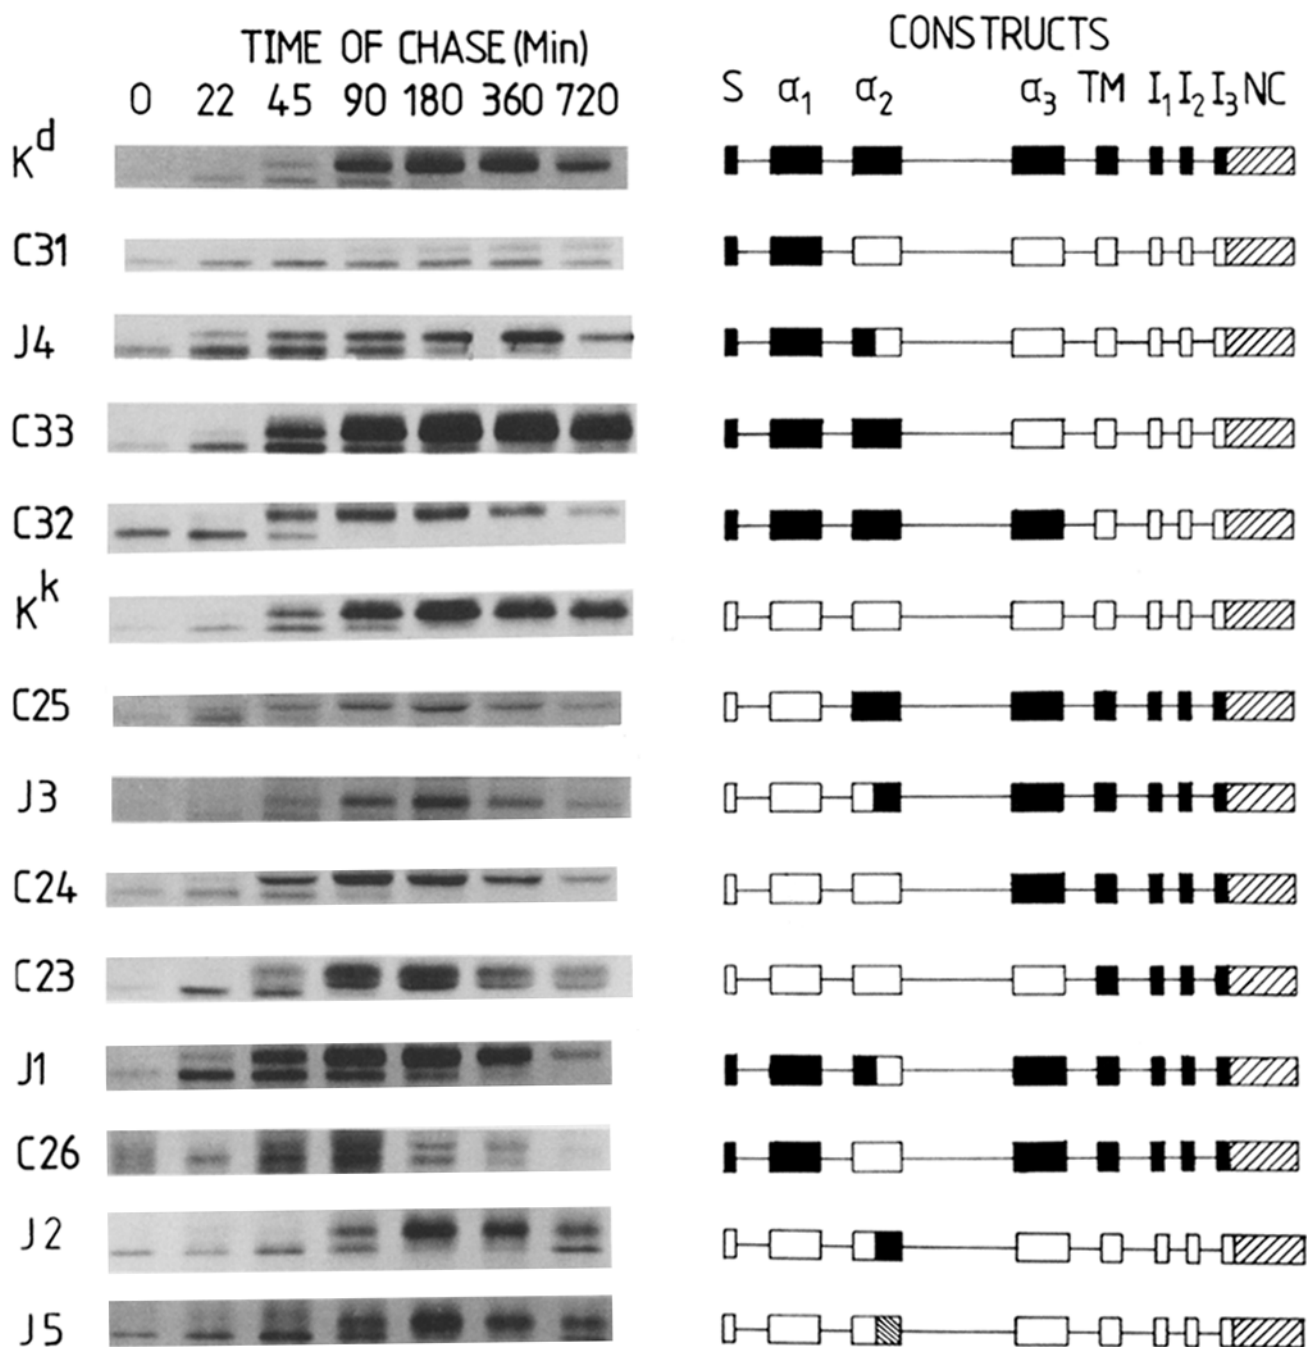 TIME OF CHASE (Min)
0 22 45 90 180 360 720
CONSTRUCTS
S α1 α2 α3 TM I1 I2 I3 NC
Kd
C31
J4
C33
C32
Kk
C25
J3
C24
C23
J1
C26
J2
J5